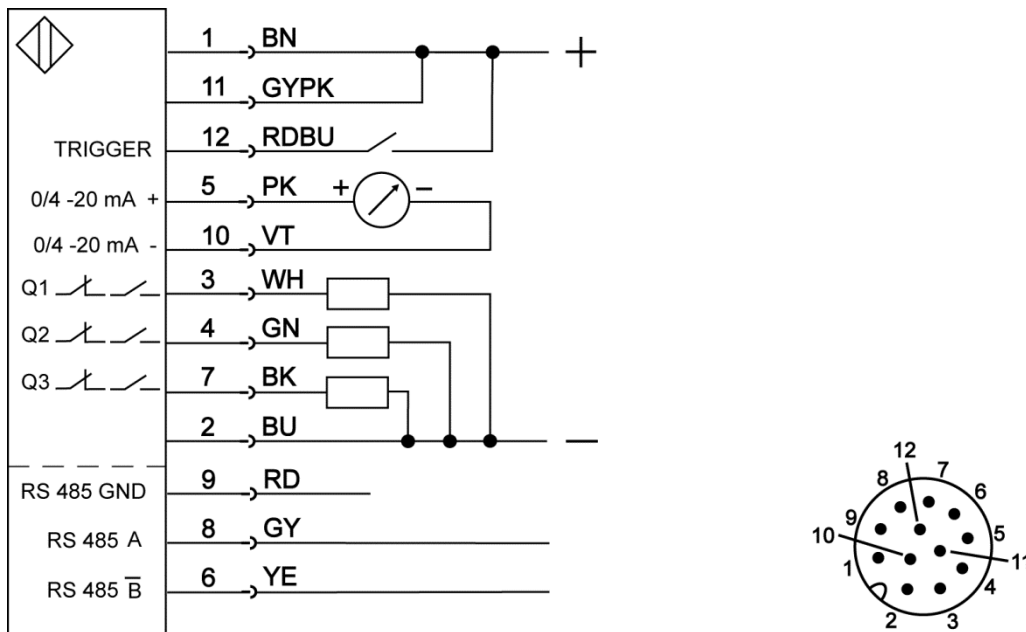 1 BN +
11 GYPK
TRIGGER 12 RDBU
0/4 -20 mA + 5 PK + −
0/4 -20 mA - 10 VT
Q1 3 WH
Q2 4 GN
Q3 7 BK
2 BU −
RS 485 GND 9 RD
RS 485 A 8 GY
RS 485 B̅ 6 YE
12 7
8 6
9 5
10 11
1 4
2 3